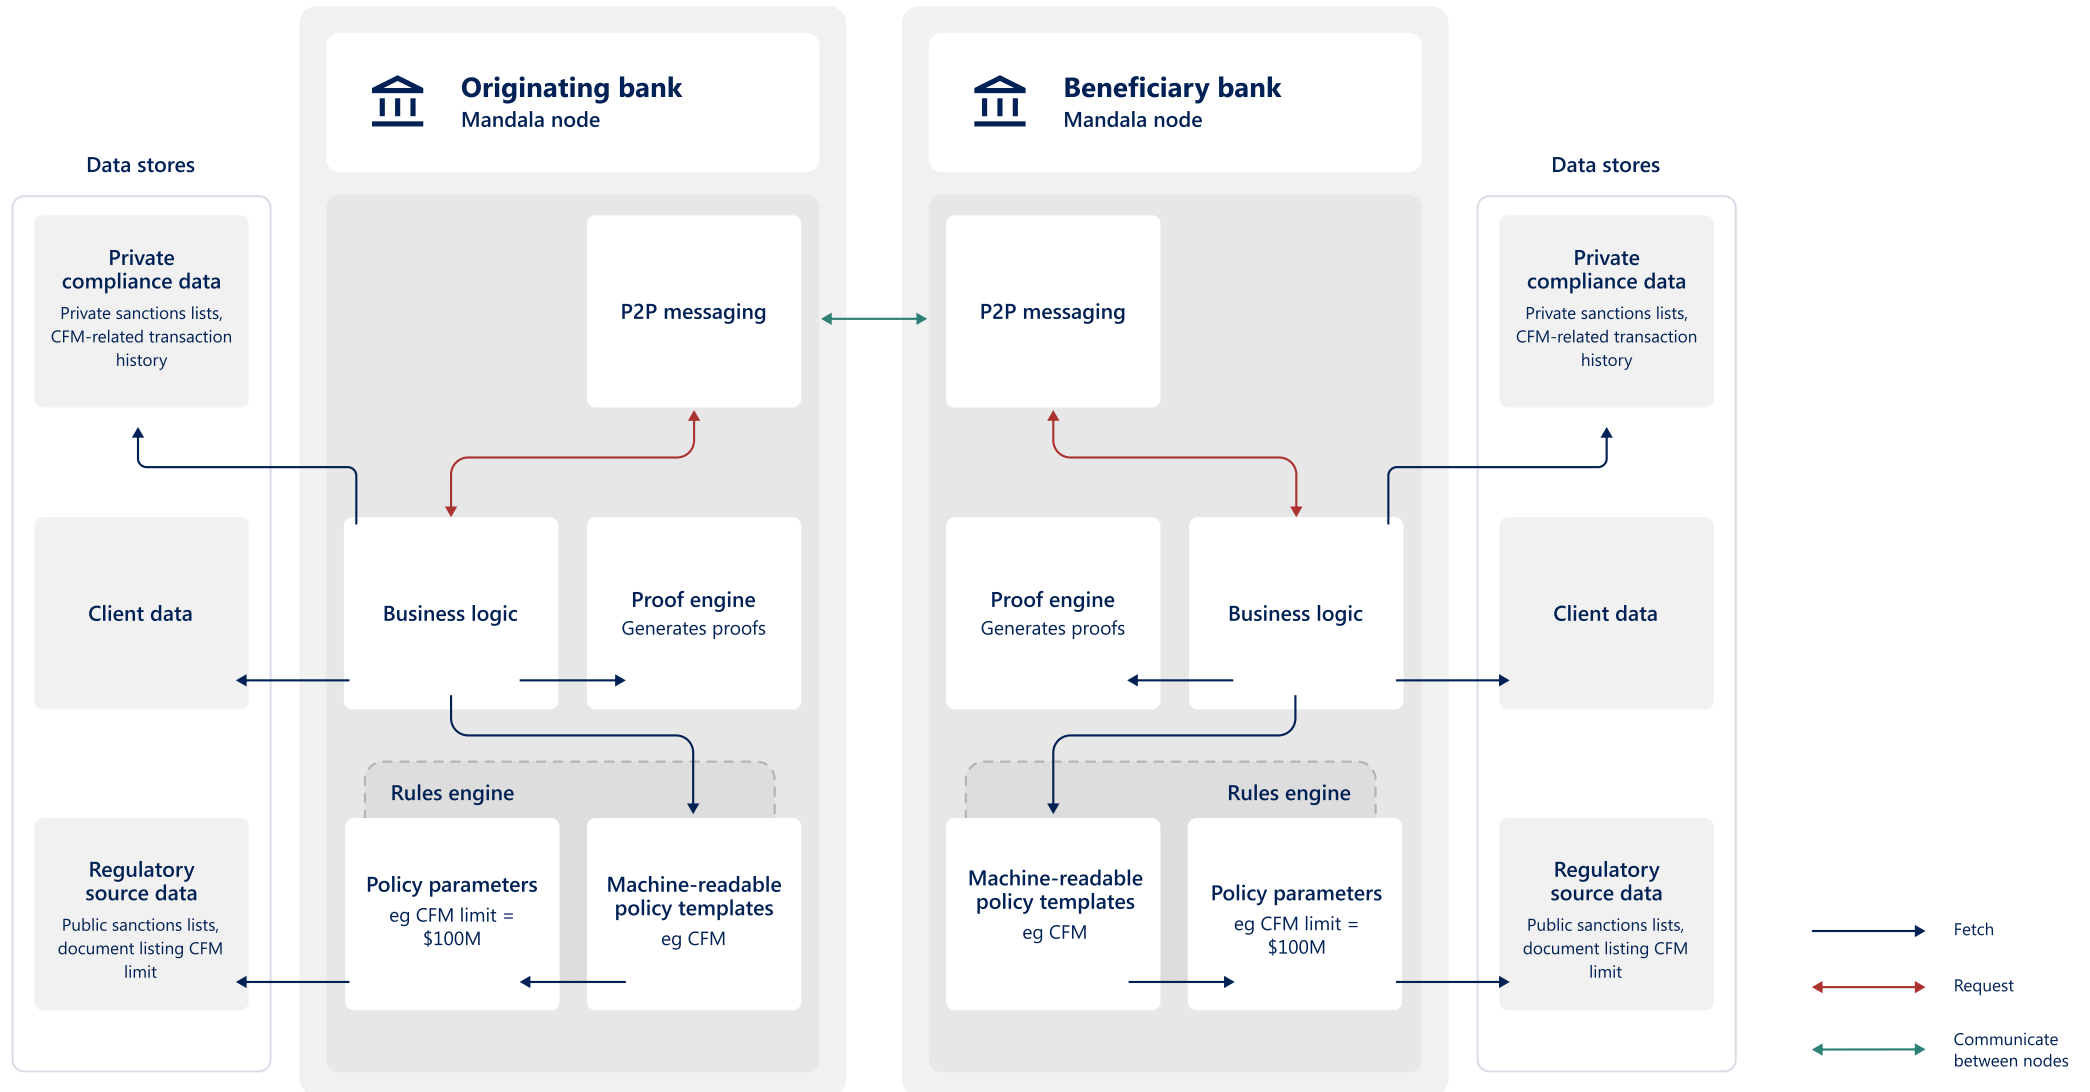 Originating bank
Mandala node
Beneficiary bank
Mandala node
Data stores
Private
compliance data
Private sanctions lists,
CFM-related transaction
history
Client data
Regulatory
source data
Public sanctions lists,
document listing CFM
limit
P2P messaging
Business logic
Proof engine
Generates proofs
Rules engine
Policy parameters
eg CFM limit =
$100M
Machine-readable
policy templates
eg CFM
P2P messaging
Proof engine
Generates proofs
Business logic
Rules engine
Machine-readable
policy templates
eg CFM
Policy parameters
eg CFM limit =
$100M
Data stores
Private
compliance data
Private sanctions lists,
CFM-related transaction
history
Client data
Regulatory
source data
Public sanctions lists,
document listing CFM
limit
Fetch
Request
Communicate
between nodes